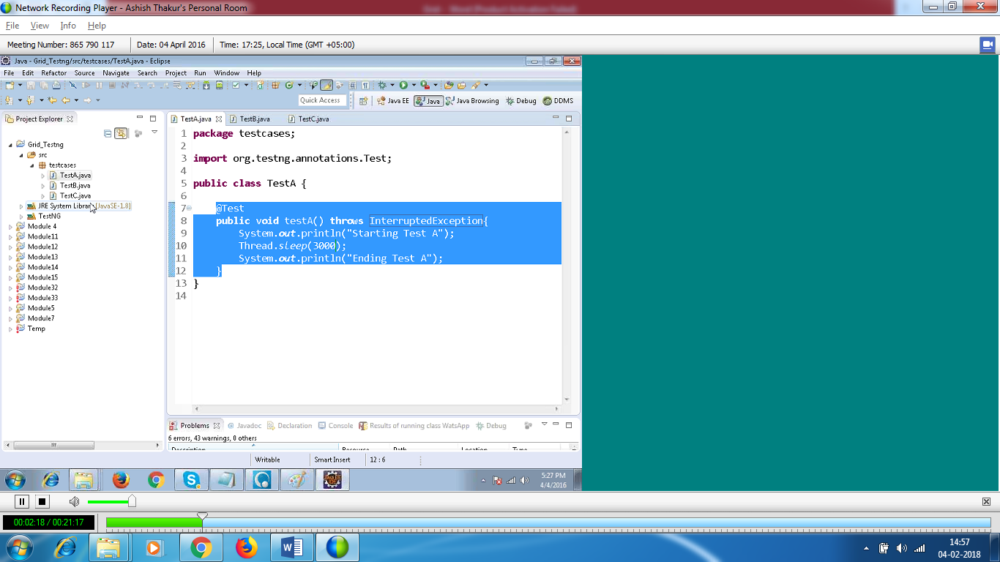 Network Recording Player - Ashish Thakur's Personal Room
File View Info Help
Meeting Number: 865 790 117 Date: 04 April 2016 Time: 17:25, Local Time (GMT +05:00)
Java - Grid_Testng/src/testcases/TestA.java - Eclipse
File Edit Refactor Source Navigate Search Project Run Window Help
Quick Access Java EE Java Java Browsing Debug DDMS
Project Explorer
Grid_Testng
src
testcases
TestA.java
TestB.java
TestC.java
JRE System Library [JavaSE-1.8]
TestNG
Module 4
Module11
Module12
Module13
Module14
Module15
Module32
Module33
Module5
Module7
Temp
TestA.java TestB.java TestC.java
1 package testcases;
2
3 import org.testng.annotations.Test;
4
5 public class TestA {
6
7 @Test
8 public void testA() throws InterruptedException{
9 System.out.println("Starting Test A");
10 Thread.sleep(3000);
11 System.out.println("Ending Test A");
12 }
13 }
14
Problems Javadoc Declaration Console Results of running class WatsApp Debug
6 errors, 43 warnings, 0 others
Description Resource Path Location Type
Writable Smart Insert 12 : 6
5:27 PM
4/4/2016
00:02:18 / 00:21:17
14:57
04-02-2018